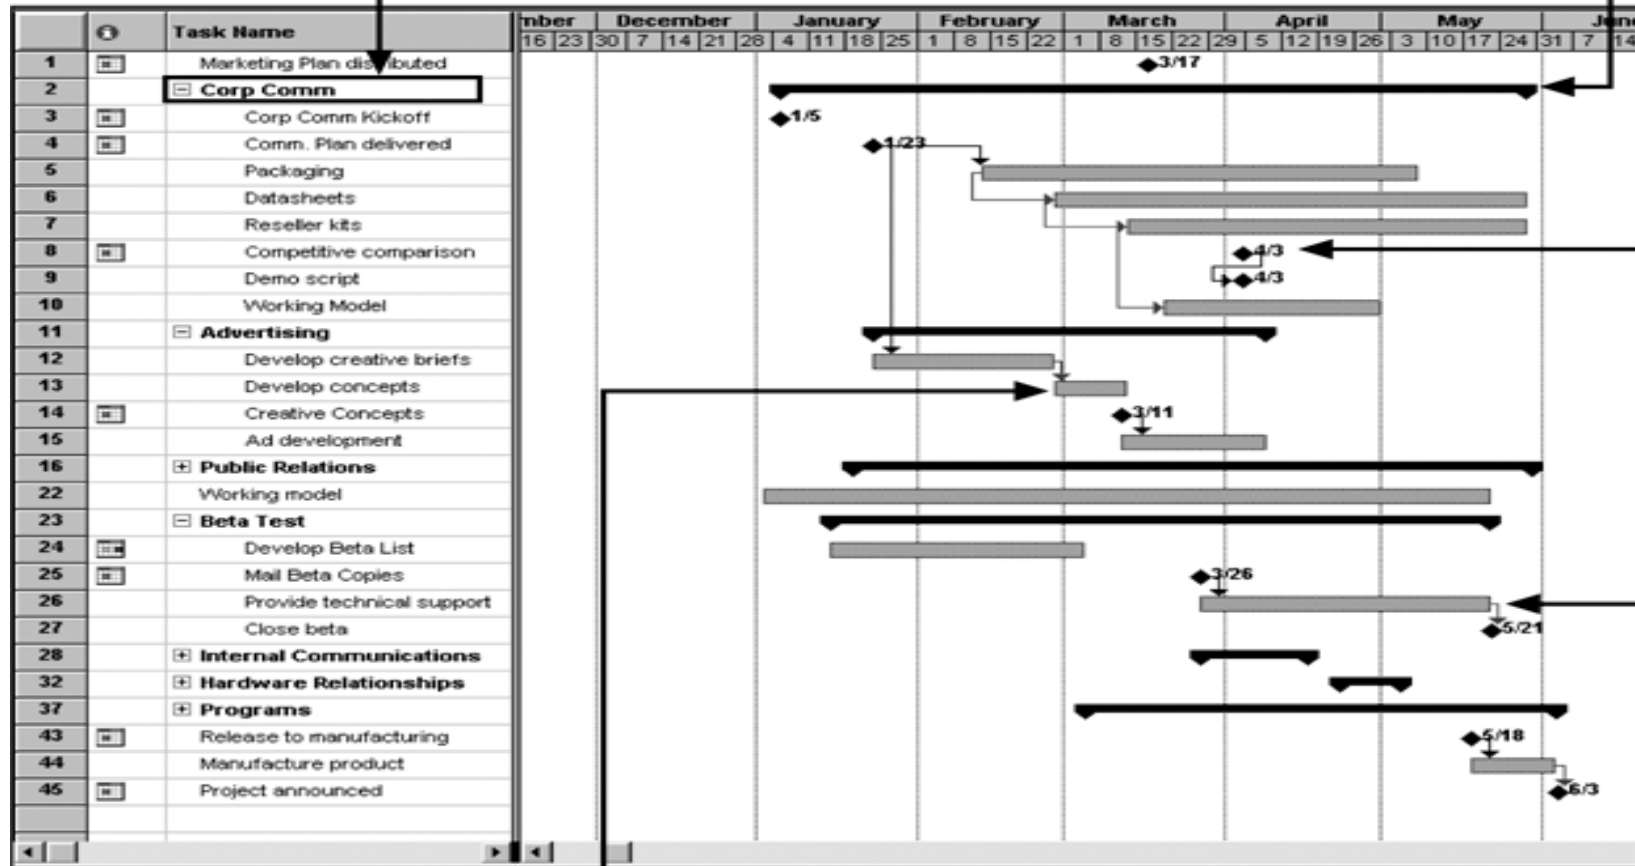 Task Name mber December January February March April May June
16 23 30 7 14 21 28 4 11 18 25 1 8 15 22 1 8 15 22 29 5 12 19 26 3 10 17 24 31 7 14
1 Marketing Plan distributed 3/17
2 Corp Comm
3 Corp Comm Kickoff 1/5
4 Comm. Plan delivered 1/23
5 Packaging
6 Datasheets
7 Reseller kits
8 Competitive comparison 4/3
9 Demo script 4/3
10 Working Model
11 Advertising
12 Develop creative briefs
13 Develop concepts
14 Creative Concepts 3/11
15 Ad development
16 Public Relations
22 Working model
23 Beta Test
24 Develop Beta List
25 Mail Beta Copies 3/26
26 Provide technical support
27 Close beta 5/21
28 Internal Communications
32 Hardware Relationships
37 Programs
43 Release to manufacturing 5/18
44 Manufacture product
45 Project announced 6/3